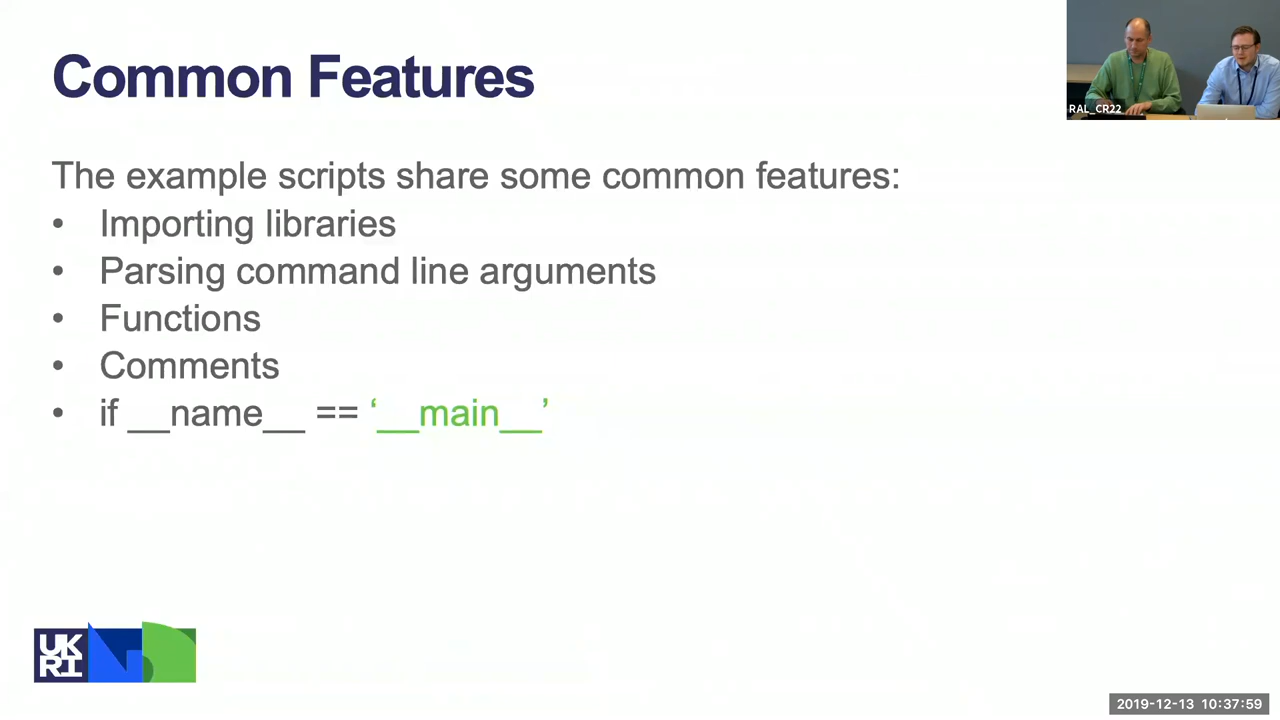 Common Features
RAL_CR22
The example scripts share some common features:
• Importing libraries
• Parsing command line arguments
• Functions
• Comments
• if __name__ == ‘__main__’
UK
RI
2019-12-13 10:37:59